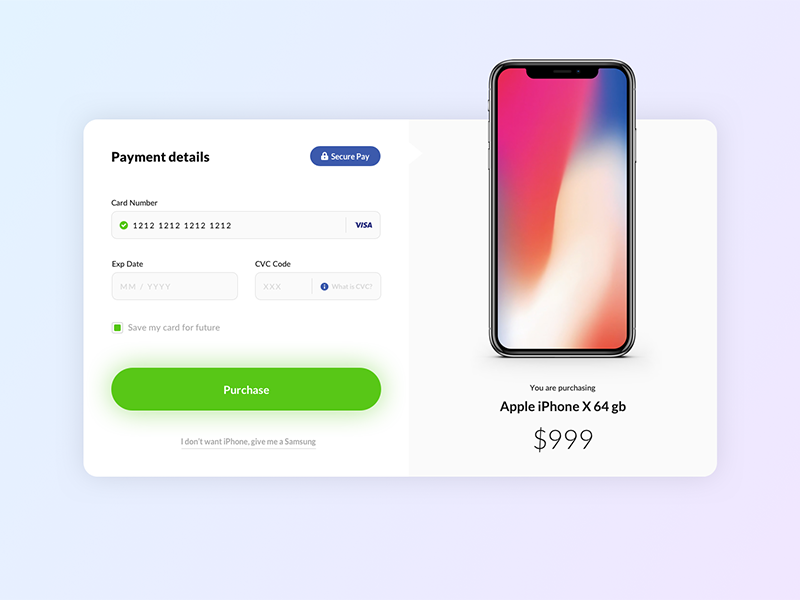 Payment details
Secure Pay
Card Number
1212 1212 1212 1212
VISA
Exp Date
CVC Code
MM / YYYY
XXX
What is CVC?
Save my card for future
Purchase
I don't want iPhone, give me a Samsung
You are purchasing
Apple iPhone X 64 gb
$999